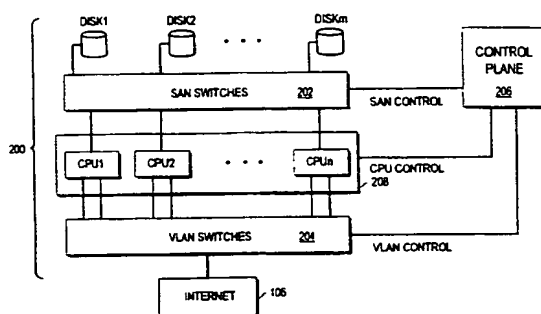 DISK1 DISK2 · · · DISKm
CONTROL PLANE
206
SAN SWITCHES 202
SAN CONTROL
200
CPU1 CPU2 · · · CPUn
CPU CONTROL
208
VLAN SWITCHES 204
VLAN CONTROL
INTERNET 106